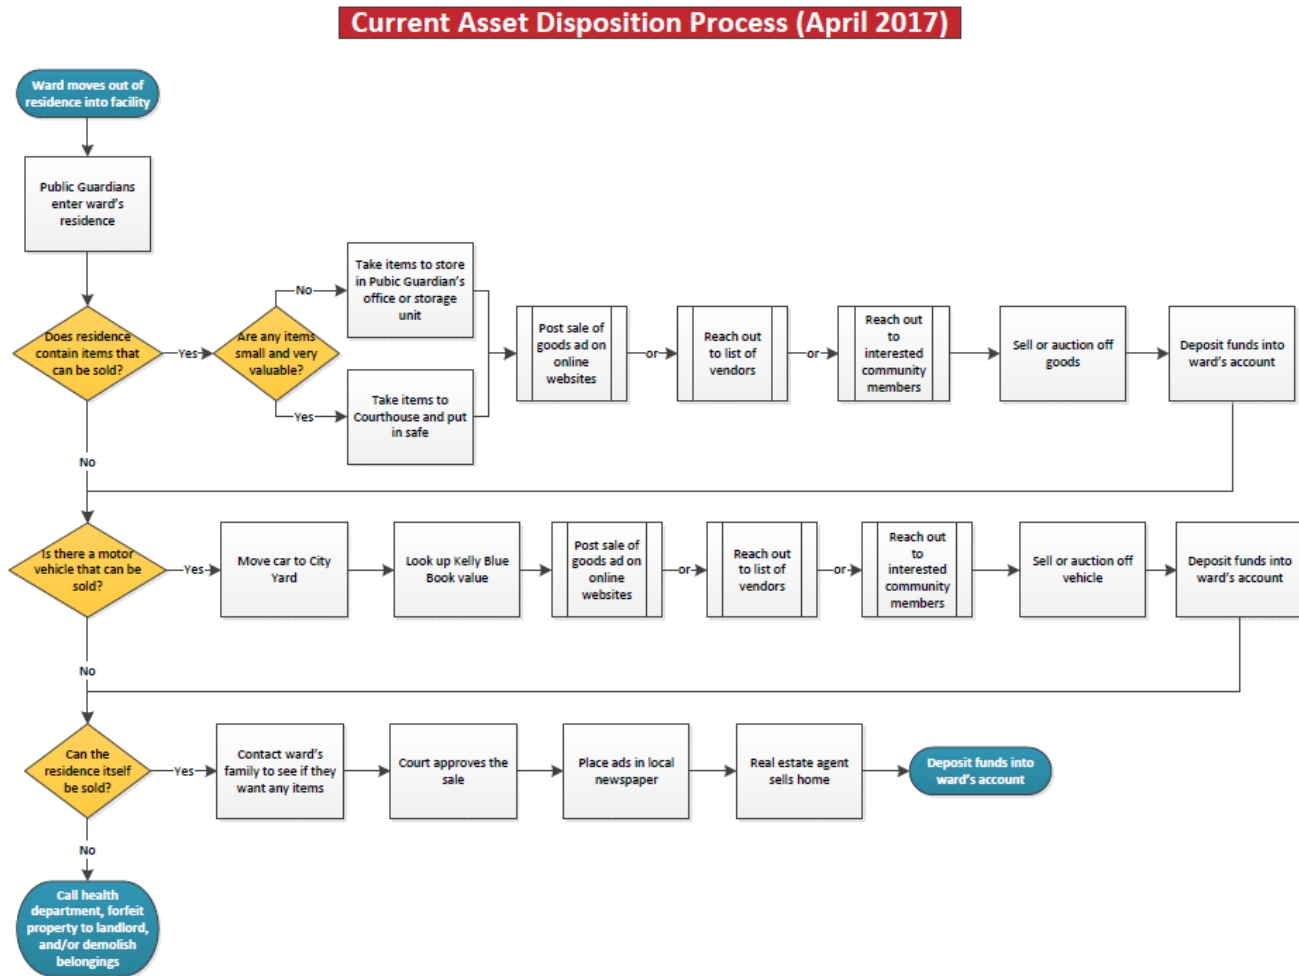 Current Asset Disposition Process (April 2017)
Ward moves out of
residence into facility
Public Guardians
enter ward's
residence
Does residence
contain items that
can be sold?
Yes
Are any items
small and very
valuable?
No
Take items to store
in Pubic Guardian's
office or storage
unit
Yes
Take items to
Courthouse and put
in safe
Post sale of
goods ad on
online
websites
or
Reach out
to list of
vendors
or
Reach out
to
interested
community
members
Sell or auction off
goods
Deposit funds into
ward's account
No
Is there a motor
vehicle that can be
sold?
Yes
Move car to City
Yard
Look up Kelly Blue
Book value
Post sale of
goods ad on
online
websites
or
Reach out
to list of
vendors
or
Reach out
to
interested
community
members
Sell or auction off
vehicle
Deposit funds into
ward's account
No
Can the
residence itself
be sold?
Yes
Contact ward's
family to see if they
want any items
Court approves the
sale
Place ads in local
newspaper
Real estate agent
sells home
Deposit funds into
ward's account
No
Call health
department, forfeit
property to landlord,
and/or demolish
belongings